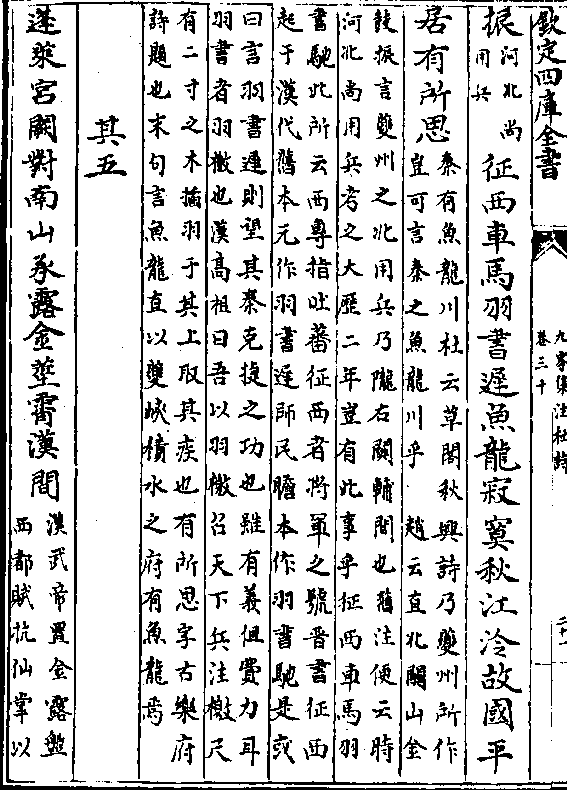 欽定四庫全書
九家集注杜詩
卷三十
振
河北尚
用兵
征西車馬羽書遲魚龍寂寞秋江冷故國平
居有所思
秦有魚龍川杜云草閣秋興詩乃夔州所作
豈可言秦之魚龍川乎 趙云直北關山金
鼓振言夔州之北用兵乃隴右關輔間也舊注便云時
河北尚用兵考之大歷二年豈有此事乎征西車馬羽
書馳此所云西專指吐蕃征西者將軍之號晉書征西
起于漢代舊本元作羽書遲師民瞻本作羽書馳是或
曰言羽書遲則望其奏克捷之功也雖有義但費力耳
羽書者羽檄也漢高祖曰吾以羽檄召天下兵注檄尺
有二寸之木插羽于其上取其疾也有所思字古樂府
詩題也末句言魚龍直以夔峽積水之府有魚龍焉
其五
蓬萊宮闕對南山承露金莖霄漢間
漢武帝置金露盤
西都賦抗仙掌以